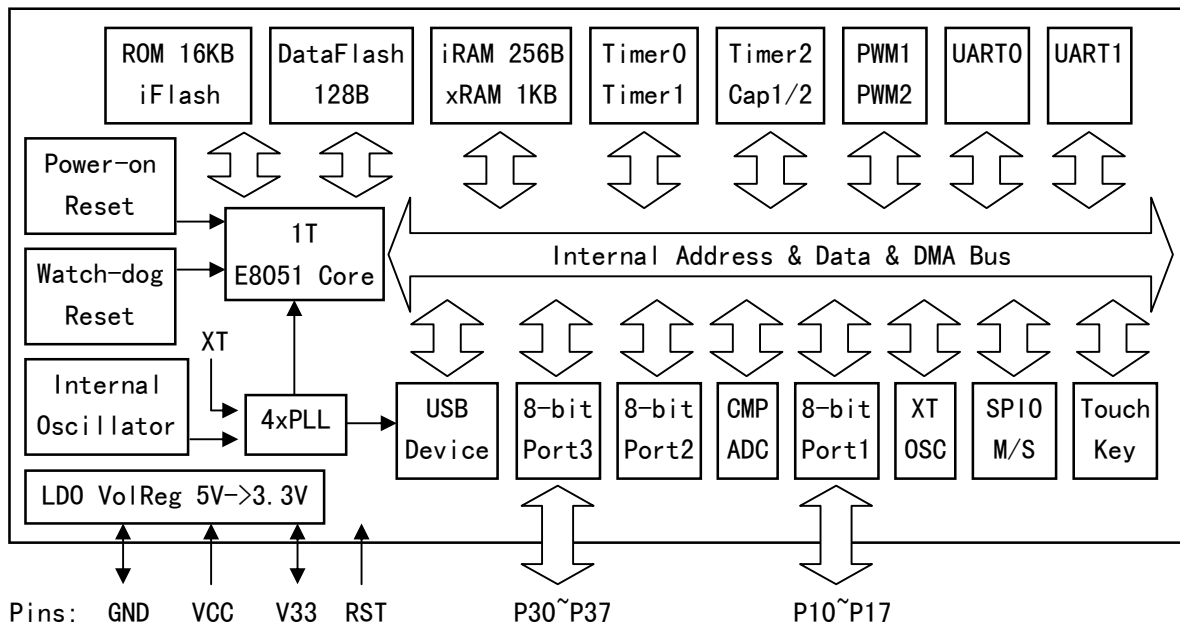 ROM 16KB
iFlash
DataFlash
128B
iRAM 256B
xRAM 1KB
Timer0
Timer1
Timer2
Cap1/2
PWM1
PWM2
UART0
UART1
Power-on
Reset
1T
E8051 Core
Internal Address & Data & DMA Bus
Watch-dog
Reset
XT
Internal
Oscillator
4xPLL
USB
Device
8-bit
Port3
8-bit
Port2
CMP
ADC
8-bit
Port1
XT
OSC
SPI0
M/S
Touch
Key
LDO VolReg 5V->3.3V
Pins: GND VCC V33 RST P30~P37 P10~P17